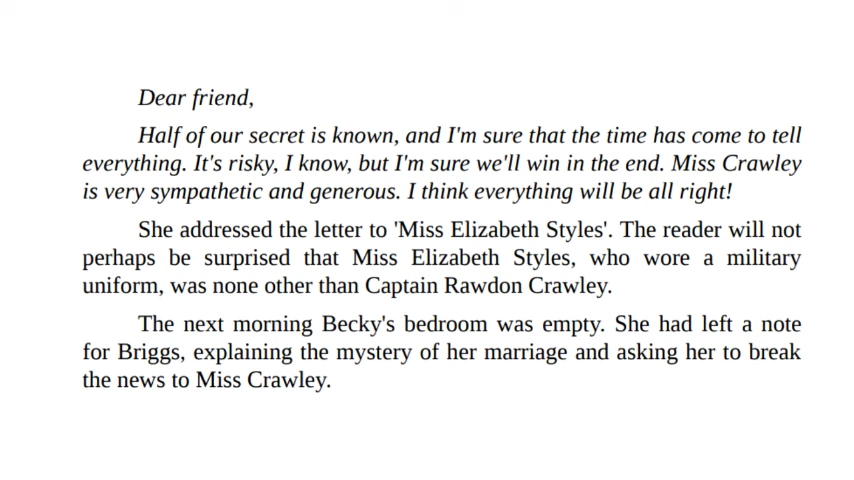 Dear friend,
Half of our secret is known, and I'm sure that the time has come to tell
everything. It's risky, I know, but I'm sure we'll win in the end. Miss Crawley
is very sympathetic and generous. I think everything will be all right!
She addressed the letter to 'Miss Elizabeth Styles'. The reader will not
perhaps be surprised that Miss Elizabeth Styles, who wore a military
uniform, was none other than Captain Rawdon Crawley.
The next morning Becky's bedroom was empty. She had left a note
for Briggs, explaining the mystery of her marriage and asking her to break
the news to Miss Crawley.